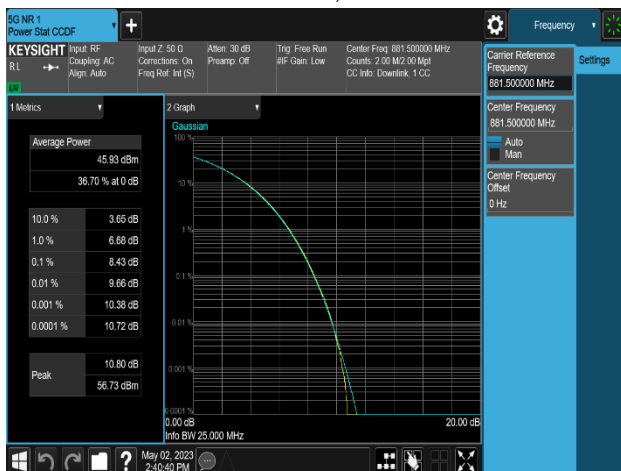 5G NR 1
Power Stat CCDF
Frequency
KEYSIGHT
R L
LV
Input: RF
Coupling: AC
Align: Auto
Input Z: 50 Ω
Corrections: On
Freq Ref: Int (S)
Atten: 30 dB
Preamp: Off
Trig: Free Run
#IF Gain: Low
Center Freq: 881.500000 MHz
Counts: 2.00 M/2.00 Mpt
CC Info: Downlink, 1 CC
Carrier Reference
Frequency
881.500000 MHz
Settings
Center Frequency
881.500000 MHz
Auto
Man
Center Frequency
Offset
0 Hz
1 Metrics
Average Power
45.93 dBm
36.70 % at 0 dB
10.0 % 3.65 dB
1.0 % 6.68 dB
0.1 % 8.43 dB
0.01 % 9.66 dB
0.001 % 10.38 dB
0.0001 % 10.72 dB
Peak
10.80 dB
56.73 dBm
2 Graph
Gaussian
100 %
10 %
1 %
0.1 %
0.01 %
0.001 %
0.0001 %
0.00 dB 20.00 dB
Info BW 25.000 MHz
May 02, 2023
2:40:40 PM